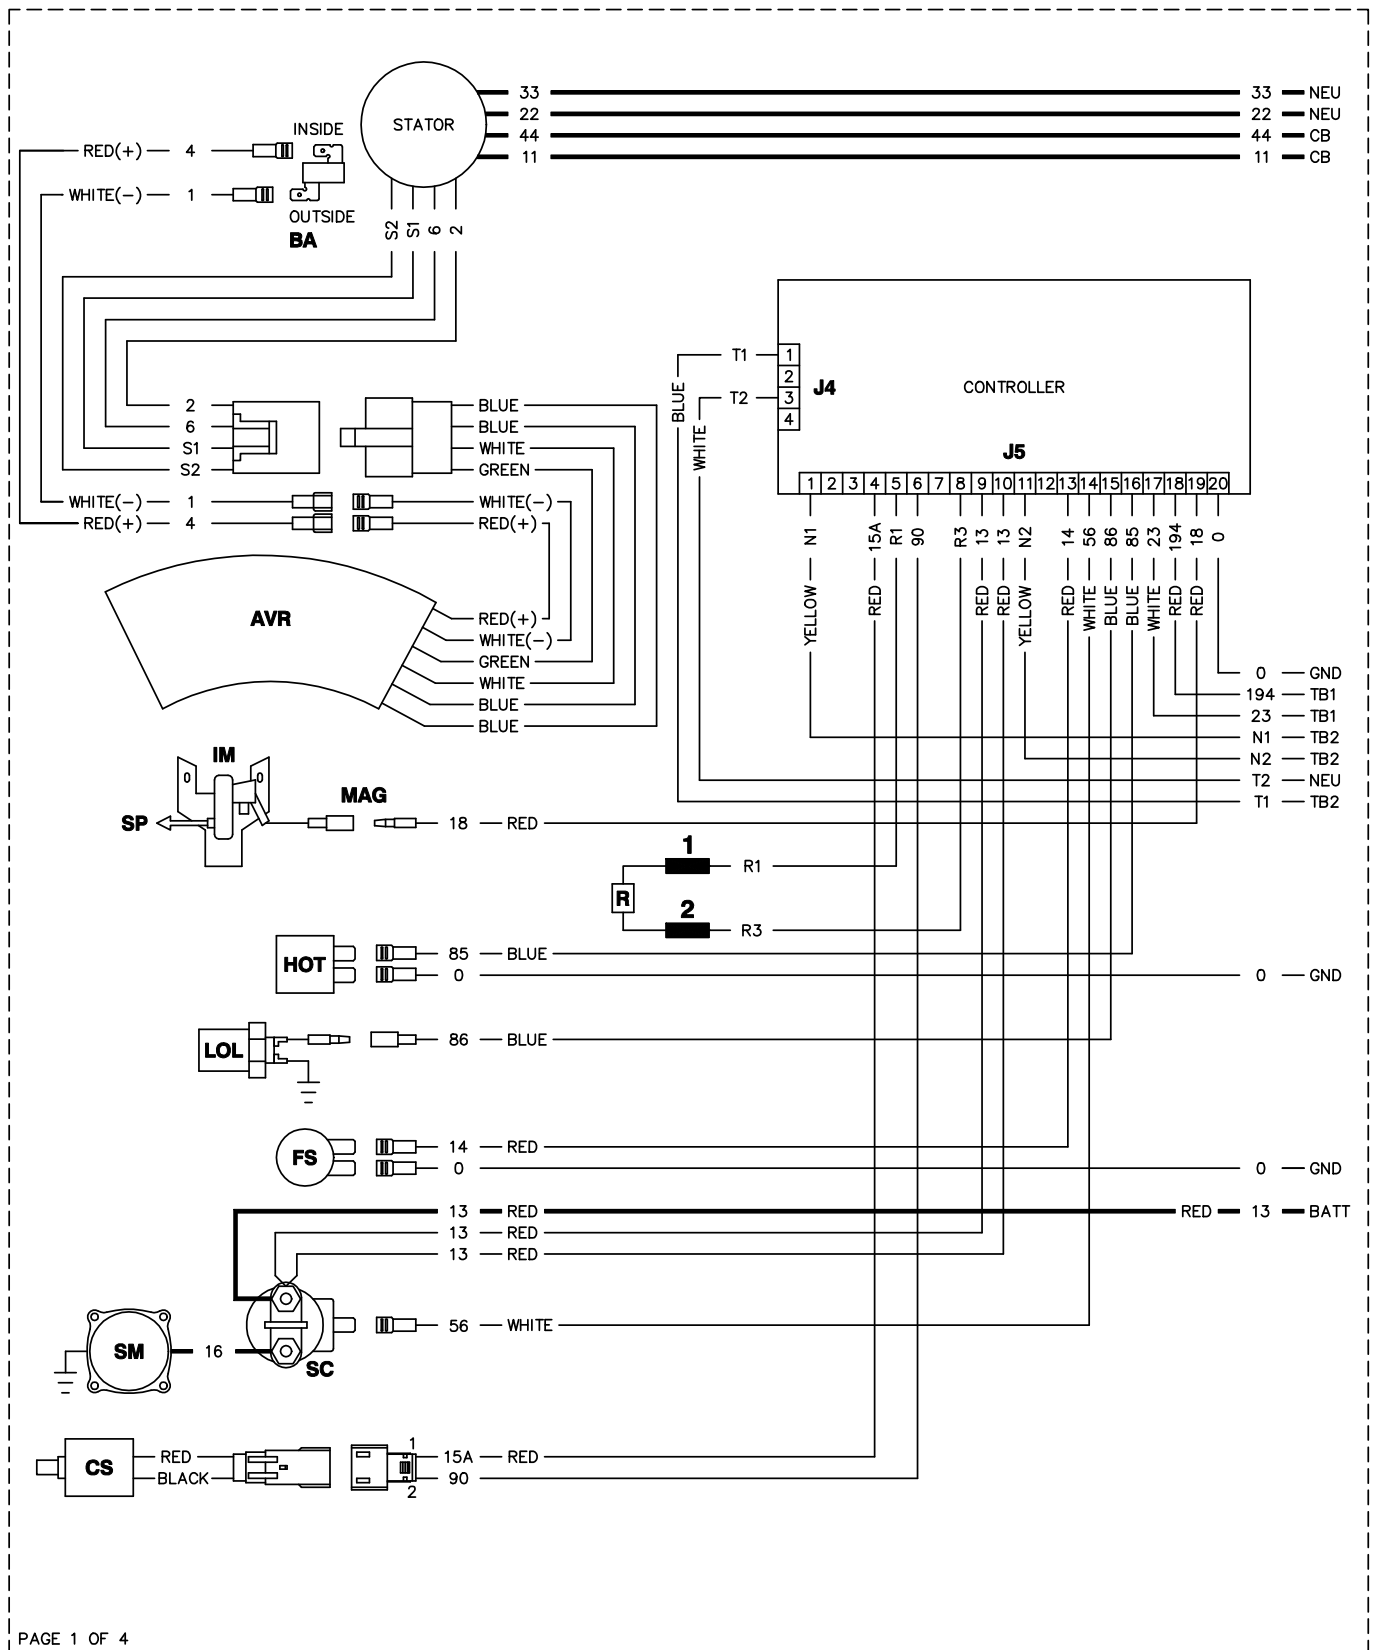 33 33 NEU
STATOR 22 22 NEU
INSIDE 44 44 CB
RED(+) 4 11 11 CB
WHITE(-) 1
OUTSIDE
BA
S2 S1 6 2
T1 1
2 J4 CONTROLLER
BLUE T2 3
WHITE 4
2 BLUE
6 BLUE
S1 WHITE J5
S2 GREEN
1 2 3 4 5 6 7 8 9 10 11 12 13 14 15 16 17 18 19 20
WHITE(-) 1 WHITE(-)
RED(+) 4 RED(+)
N1 15A R1 90 R3 13 13 N2 14 56 86 85 23 194 18 0
YELLOW RED RED RED YELLOW RED WHITE BLUE BLUE WHITE RED RED
AVR RED(+)
WHITE(-)
GREEN 0 GND
WHITE 194 TB1
BLUE 23 TB1
BLUE N1 TB2
IM N2 TB2
T2 NEU
MAG T1 TB2
SP 18 RED
1
R1
R
2
R3
HOT 85 BLUE
0 0 GND
LOL 86 BLUE
FS 14 RED
0 0 GND
13 RED RED 13 BATT
13 RED
13 RED
56 WHITE
SM 16
SC
CS RED 1 15A RED
BLACK 2 90
PAGE 1 OF 4